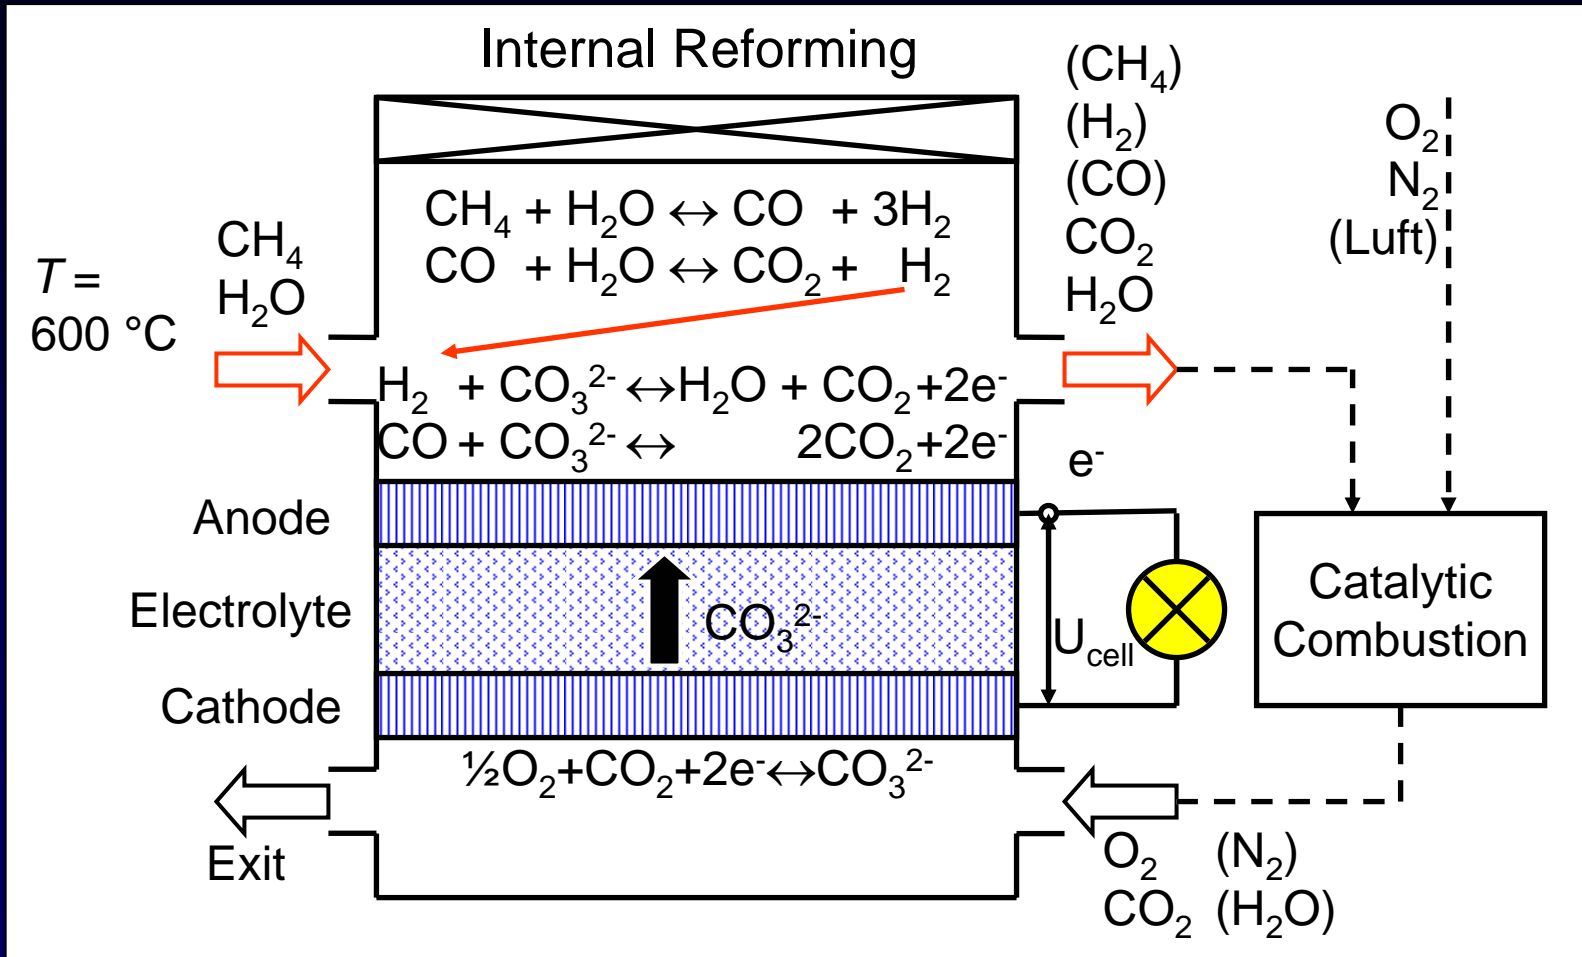 Internal Reforming
(CH₄)
(H₂)
(CO)
CO₂
H₂O
O₂
N₂
(Luft)
CH₄ + H₂O ↔ CO + 3H₂
CO + H₂O ↔ CO₂ + H₂
CH₄
H₂O
T =
600 °C
H₂ + CO₃²⁻ ↔ H₂O + CO₂ +2e⁻
CO + CO₃²⁻ ↔ 2CO₂+2e⁻
e⁻
Anode
Electrolyte
CO₃²⁻
U_cell
Catalytic
Combustion
Cathode
½O₂+CO₂+2e⁻↔CO₃²⁻
Exit
O₂ (N₂)
CO₂ (H₂O)